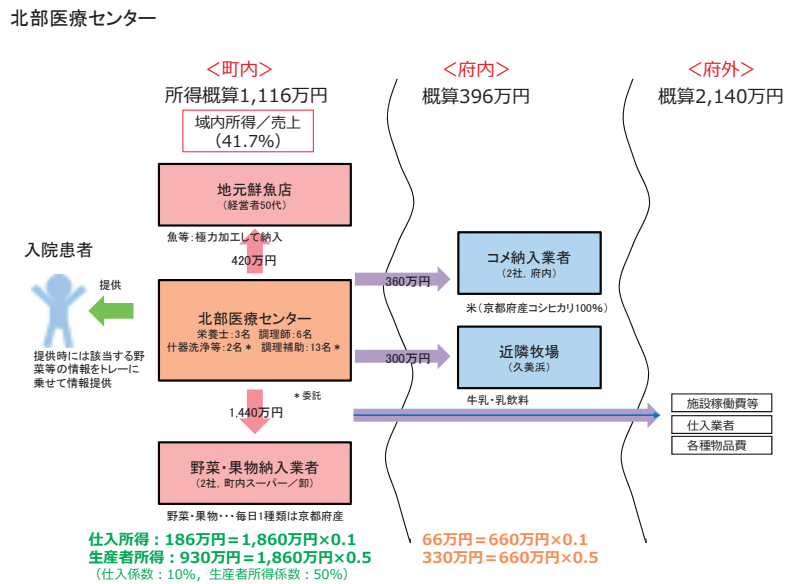 北部医療センター
＜町内＞
所得概算1,116万円
域内所得／売上
（41.7%）
＜府内＞
概算396万円
＜府外＞
概算2,140万円
地元鮮魚店
（経営者50代）
魚等：極力加工して納入
420万円
入院患者
提供
提供時には該当する野
菜等の情報をトレーに
乗せて情報提供
北部医療センター
栄養士：3名　調理師：6名
什器洗浄等：2名＊　調理補助：13名＊
＊委託
360万円
コメ納入業者
（2社，府内）
米（京都府産コシヒカリ100％）
300万円
近隣牧場
（久美浜）
牛乳・乳飲料
1,440万円
施設稼働費等
仕入業者
各種物品費
野菜・果物納入業者
（2社，町内スーパー／卸）
野菜・果物・・・毎日1種類は京都府産
仕入所得：186万円＝1,860万円×0.1
生産者所得：930万円＝1,860万円×0.5
（仕入係数：10%，生産者所得係数：50%）
66万円＝660万円×0.1
330万円＝660万円×0.5